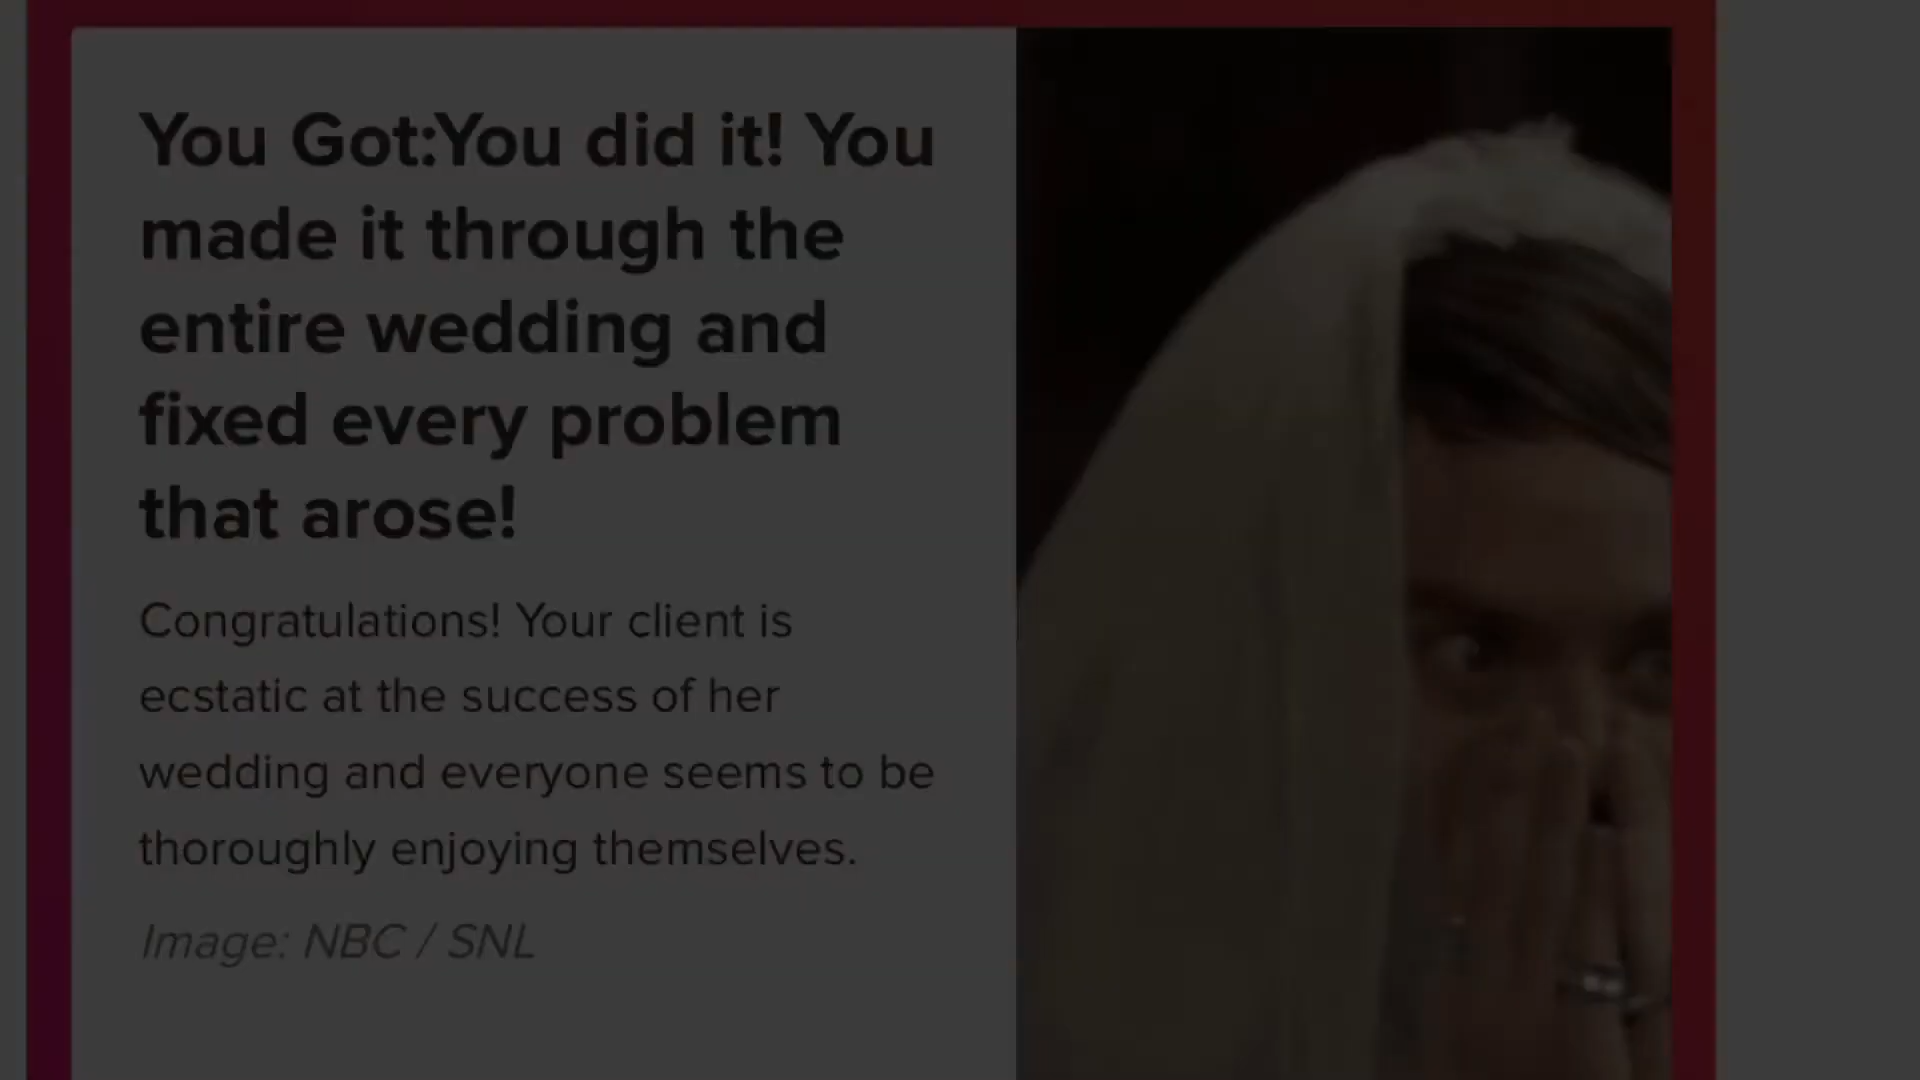 You Got:You did it! You
made it through the
entire wedding and
fixed every problem
that arose!
Congratulations! Your client is
ecstatic at the success of her
wedding and everyone seems to be
thoroughly enjoying themselves.
Image: NBC / SNL